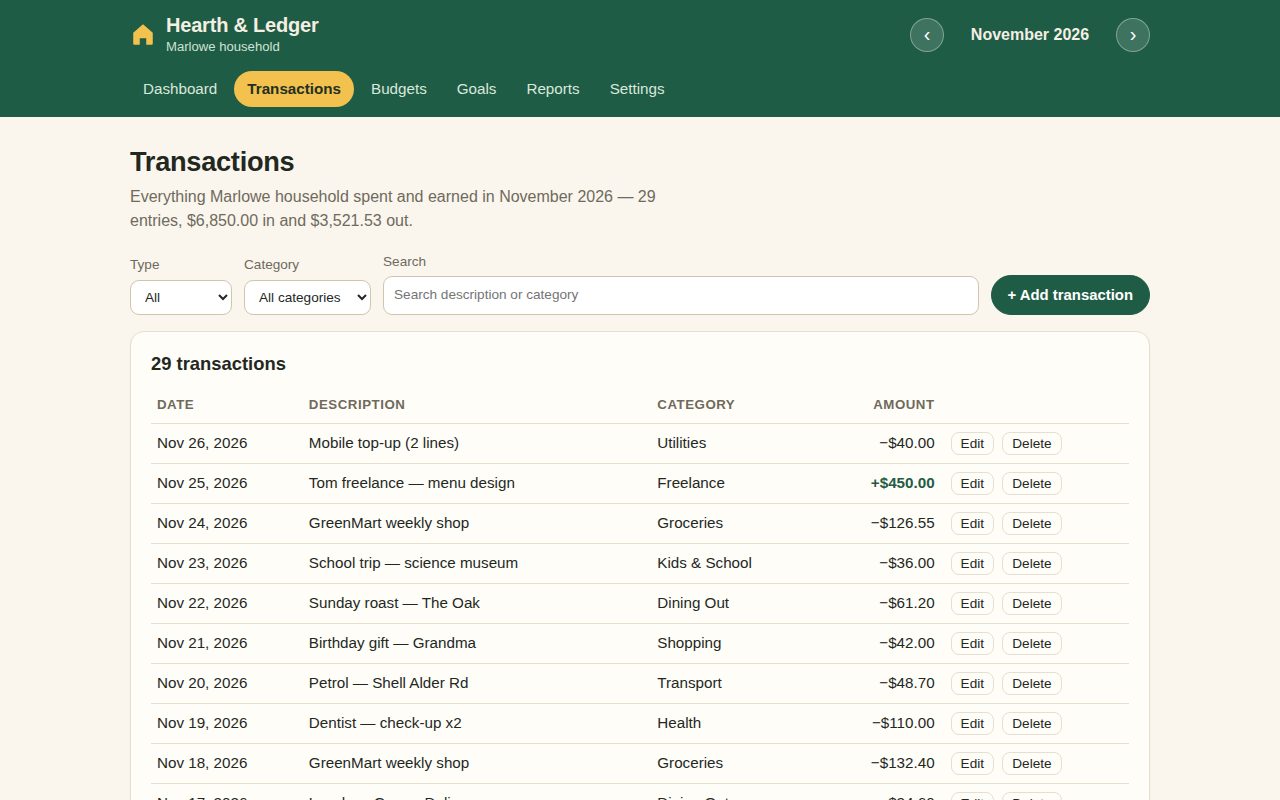 Hearth & Ledger
Marlowe household
‹ November 2026 ›
Dashboard Transactions Budgets Goals Reports Settings
Transactions
Everything Marlowe household spent and earned in November 2026 — 29
entries, $6,850.00 in and $3,521.53 out.
Type Category Search
All All categories Search description or category + Add transaction
29 transactions
DATE DESCRIPTION CATEGORY AMOUNT
Nov 26, 2026 Mobile top-up (2 lines) Utilities −$40.00 Edit Delete
Nov 25, 2026 Tom freelance — menu design Freelance +$450.00 Edit Delete
Nov 24, 2026 GreenMart weekly shop Groceries −$126.55 Edit Delete
Nov 23, 2026 School trip — science museum Kids & School −$36.00 Edit Delete
Nov 22, 2026 Sunday roast — The Oak Dining Out −$61.20 Edit Delete
Nov 21, 2026 Birthday gift — Grandma Shopping −$42.00 Edit Delete
Nov 20, 2026 Petrol — Shell Alder Rd Transport −$48.70 Edit Delete
Nov 19, 2026 Dentist — check-up x2 Health −$110.00 Edit Delete
Nov 18, 2026 GreenMart weekly shop Groceries −$132.40 Edit Delete